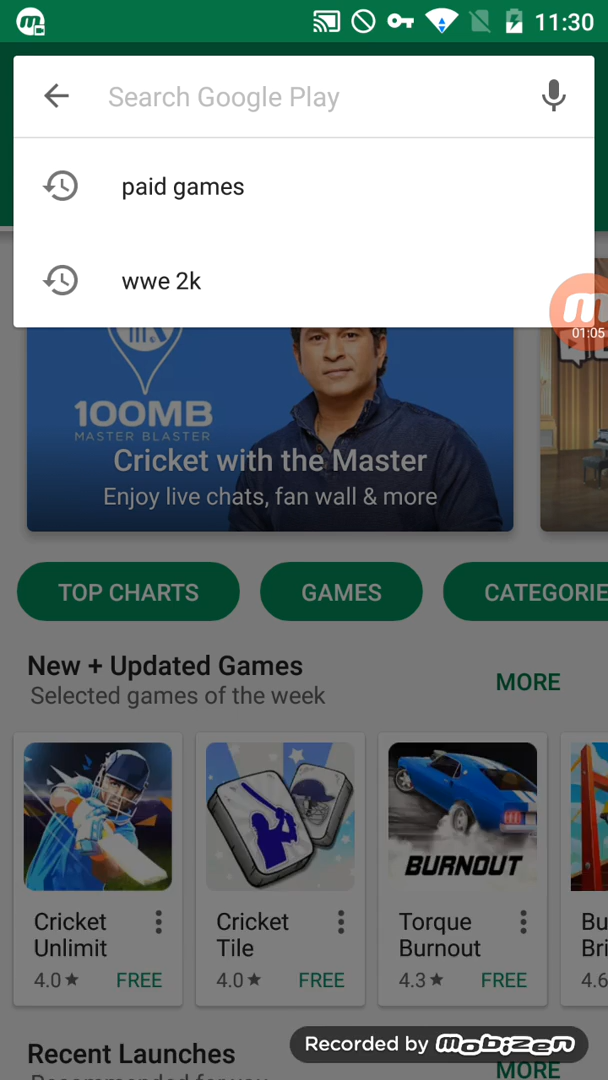 11:30
Search Google Play
paid games
wwe 2k
01:05
100MB
MASTER BLASTER
Cricket with the Master
Enjoy live chats, fan wall & more
TOP CHARTS
GAMES
CATEGORIE
New + Updated Games
MORE
Selected games of the week
BURNOUT
Cricket Unlimit
4.0★ FREE
Cricket Tile
4.0★ FREE
Torque Burnout
4.3★ FREE
Bu
Bri
4.6
Recent Launches
MORE
Recommended for you
Recorded by mobizen